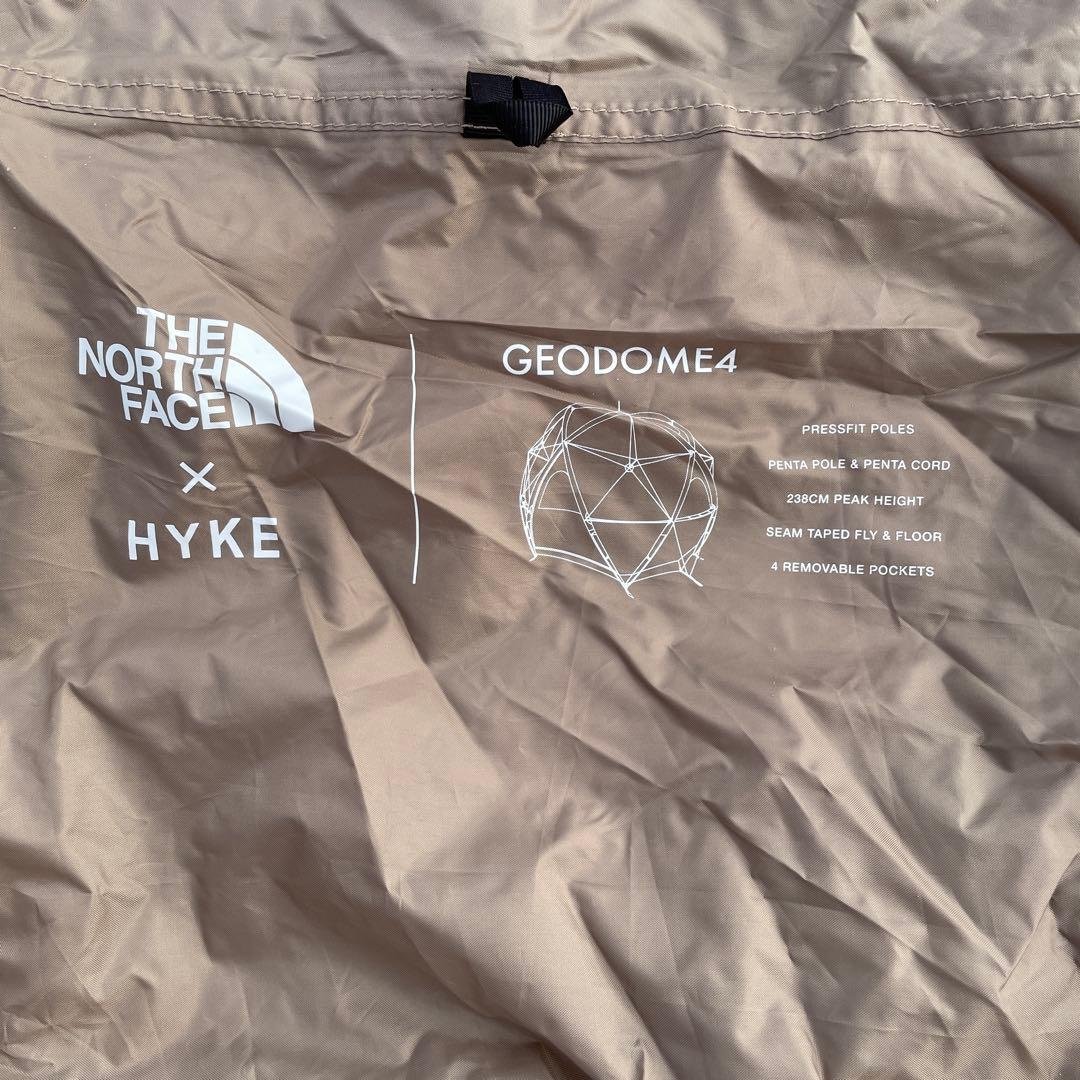 THE
NORTH
FACE
×
HYKE
GEODOME4
PRESSFIT POLES
PENTA POLE & PENTA CORD
238CM PEAK HEIGHT
SEAM TAPED FLY & FLOOR
4 REMOVABLE POCKETS